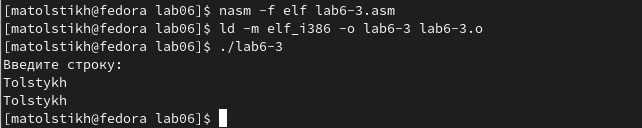 [matolstikh@fedora lab06]$ nasm -f elf lab6-3.asm
[matolstikh@fedora lab06]$ ld -m elf_i386 -o lab6-3 lab6-3.o
[matolstikh@fedora lab06]$ ./lab6-3
Введите строку:
Tolstykh
Tolstykh
[matolstikh@fedora lab06]$